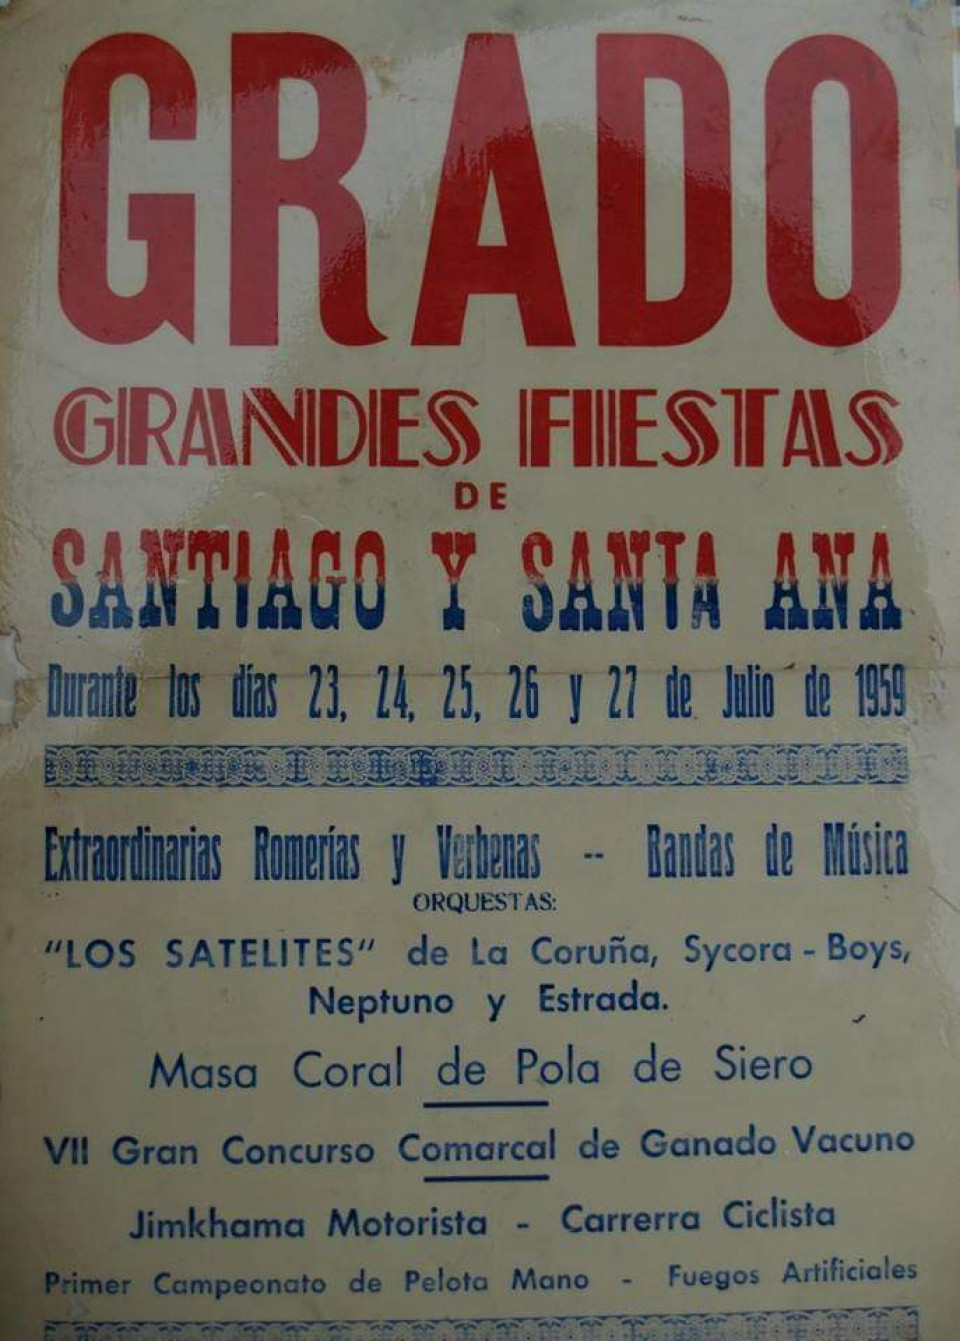 GRADO
GRANDES FIESTAS
DE
SANTIAGO Y SANTA ANA
Durante los días 23, 24, 25, 26 y 27 de Julio de 1959
Extraordinarias Romerías y Verbenas -- Bandas de Música
ORQUESTAS:
"LOS SATELITES" de La Coruña, Sycora - Boys,
Neptuno y Estrada.
Masa Coral de Pola de Siero
VII Gran Concurso Comarcal de Ganado Vacuno
Jimkhama Motorista - Carrerra Ciclista
Primer Campeonato de Pelota Mano - Fuegos Artificiales